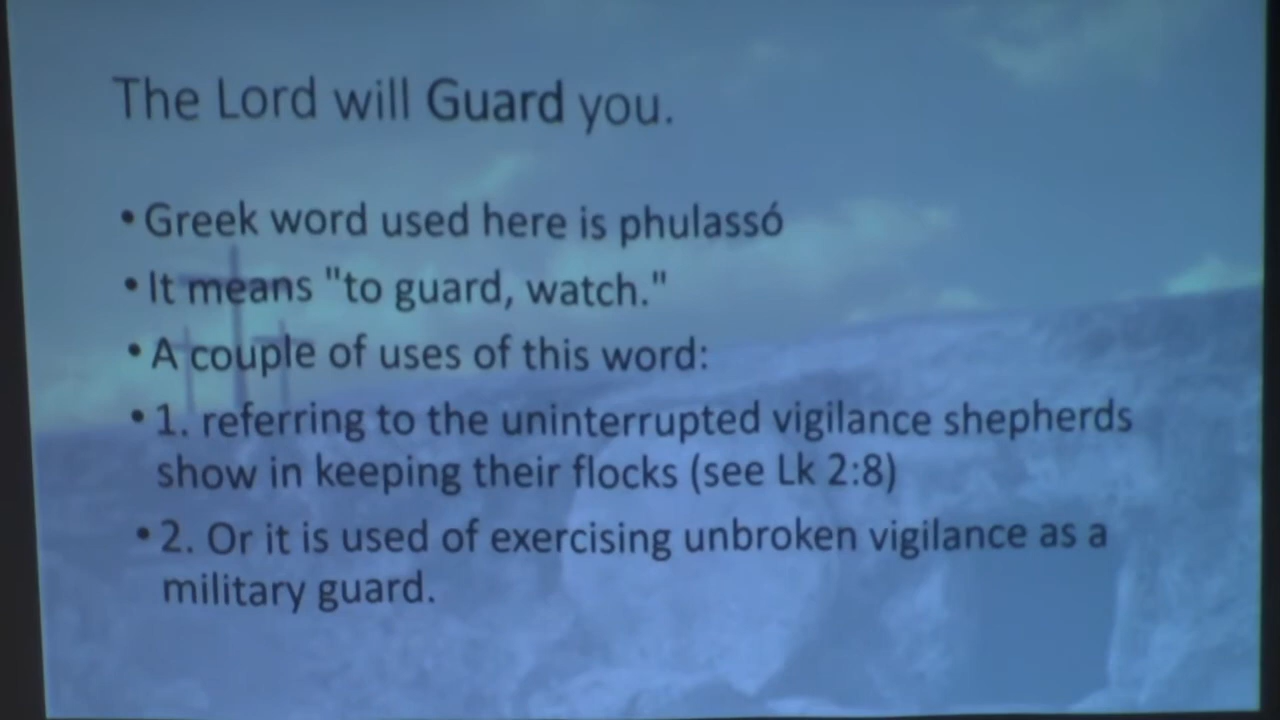 The Lord will Guard you.
• Greek word used here is phulassó
• It means "to guard, watch."
• A couple of uses of this word:
• 1. referring to the uninterrupted vigilance shepherds
show in keeping their flocks (see Lk 2:8)
• 2. Or it is used of exercising unbroken vigilance as a
military guard.